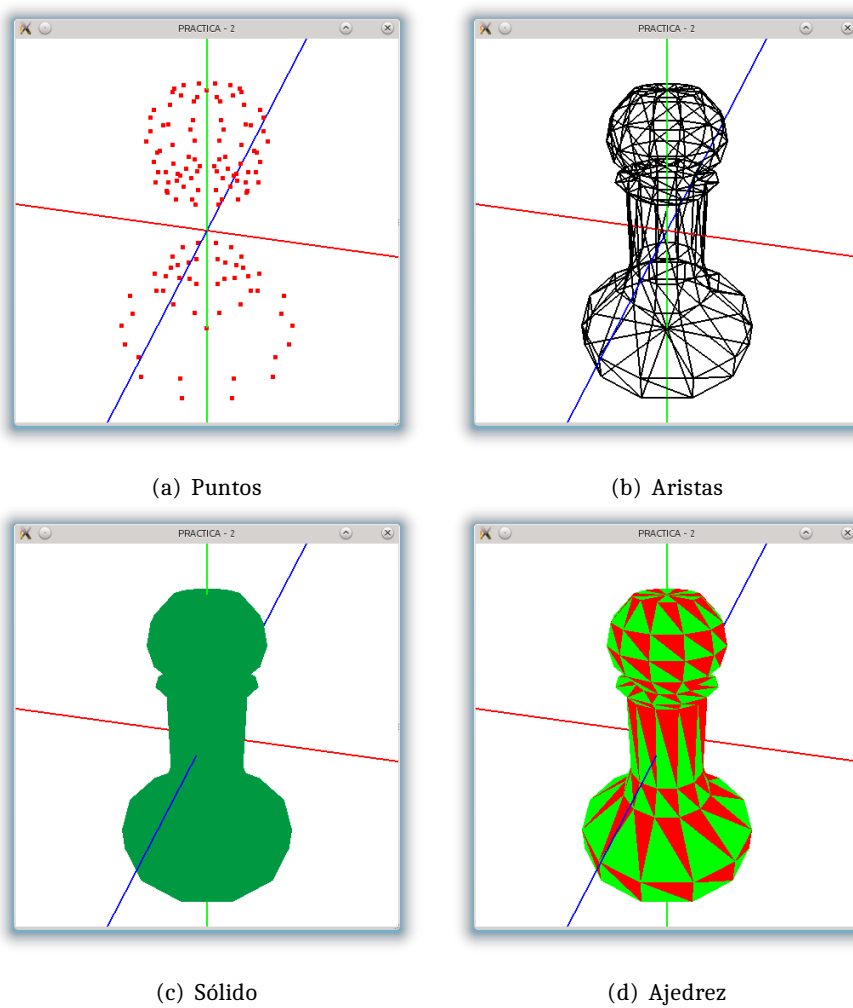 PRACTICA - 2
PRACTICA - 2
(a) Puntos
(b) Aristas
PRACTICA - 2
PRACTICA - 2
(c) Sólido
(d) Ajedrez